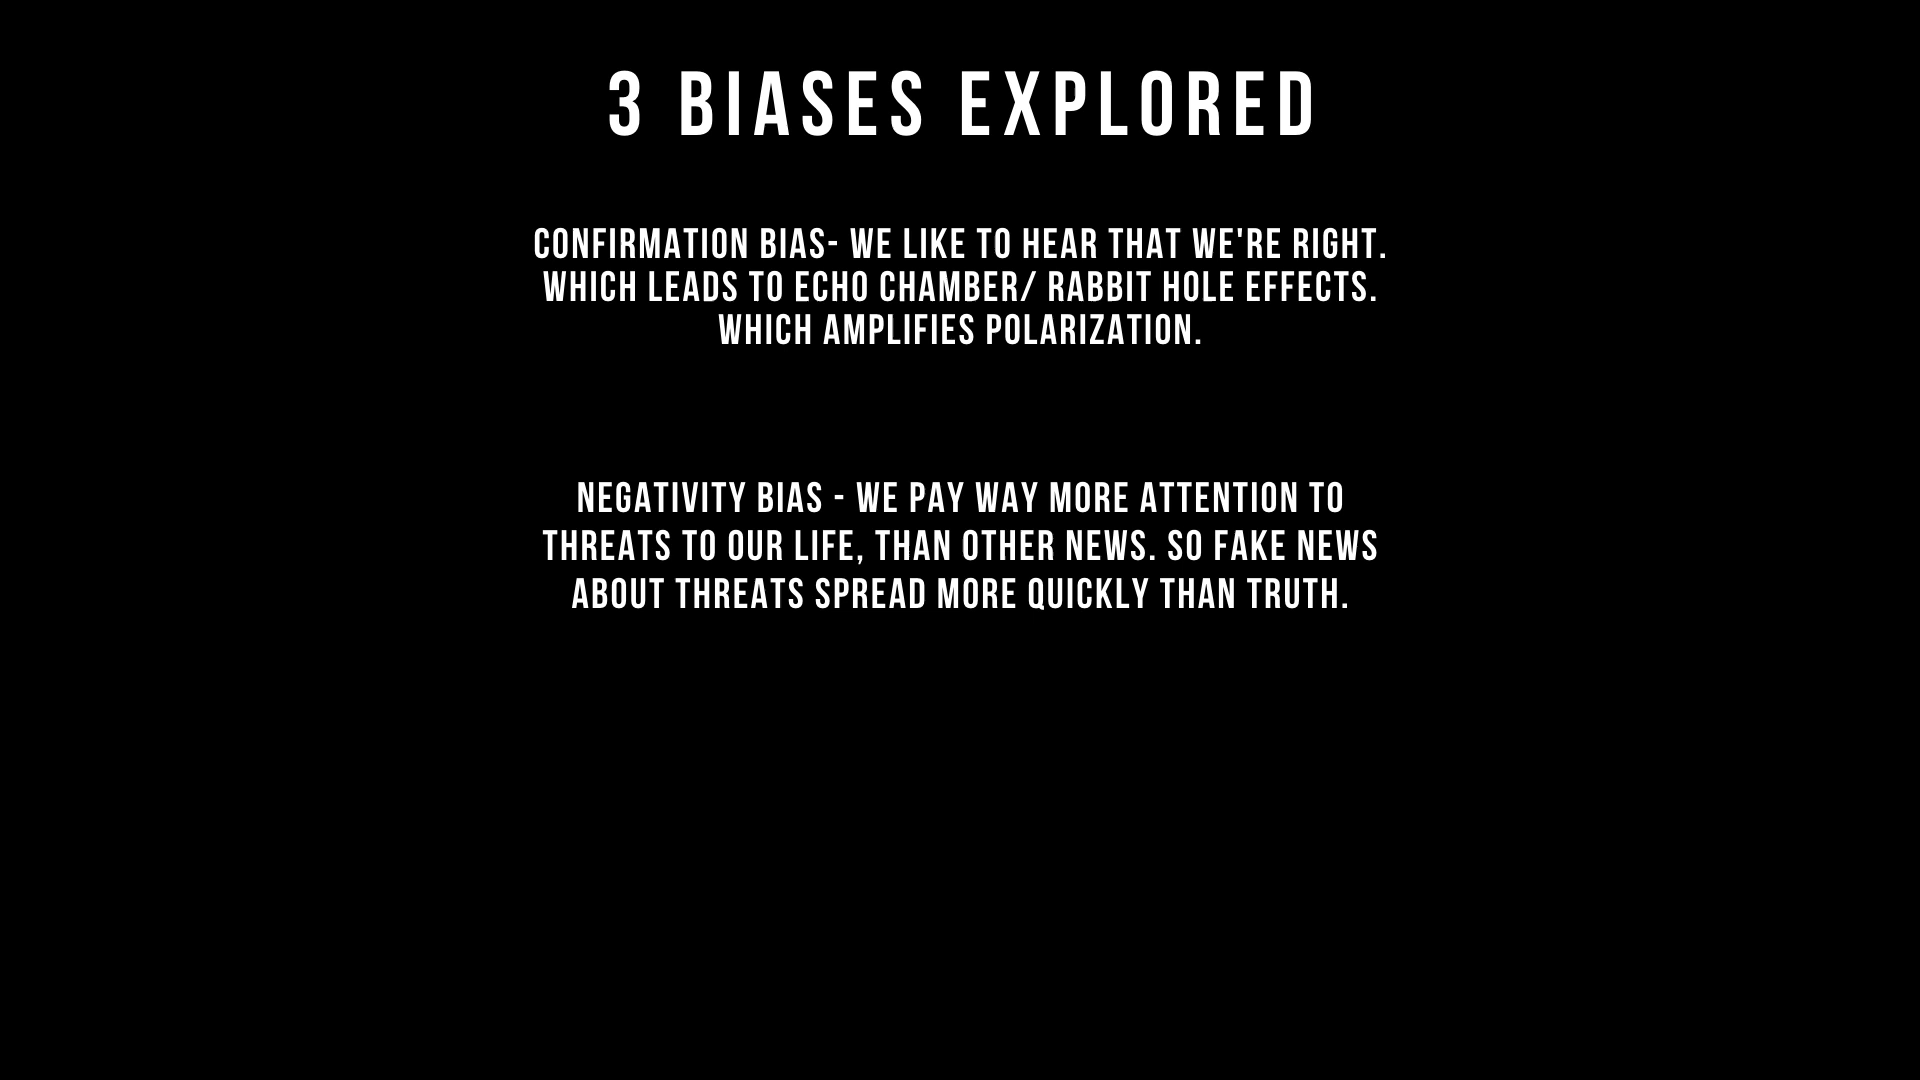 3 BIASES EXPLORED
CONFIRMATION BIAS- WE LIKE TO HEAR THAT WE'RE RIGHT.
WHICH LEADS TO ECHO CHAMBER/ RABBIT HOLE EFFECTS.
WHICH AMPLIFIES POLARIZATION.
NEGATIVITY BIAS - WE PAY WAY MORE ATTENTION TO
THREATS TO OUR LIFE, THAN OTHER NEWS. SO FAKE NEWS
ABOUT THREATS SPREAD MORE QUICKLY THAN TRUTH.